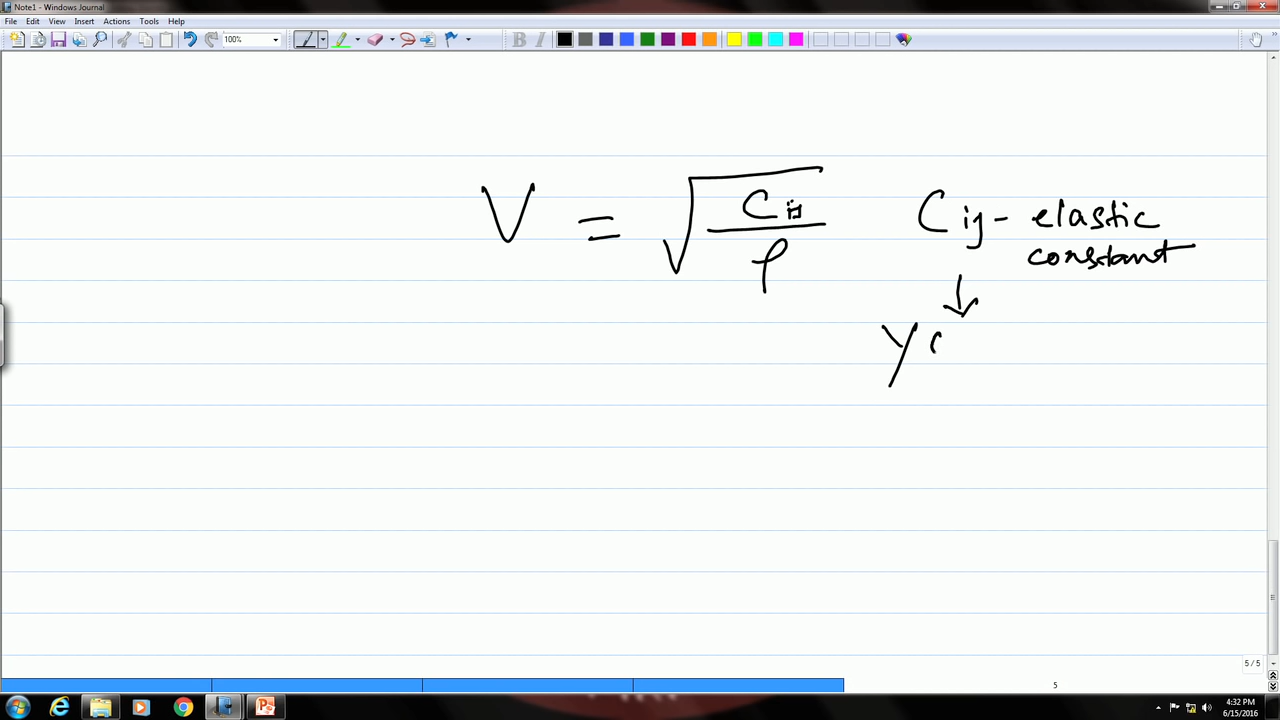 Note1 - Windows Journal
File Edit View Insert Actions Tools Help
100%
V = √(Cij/ρ) Cij - elastic
constant
↓
Y
5 / 5
5
4:32 PM
6/15/2016